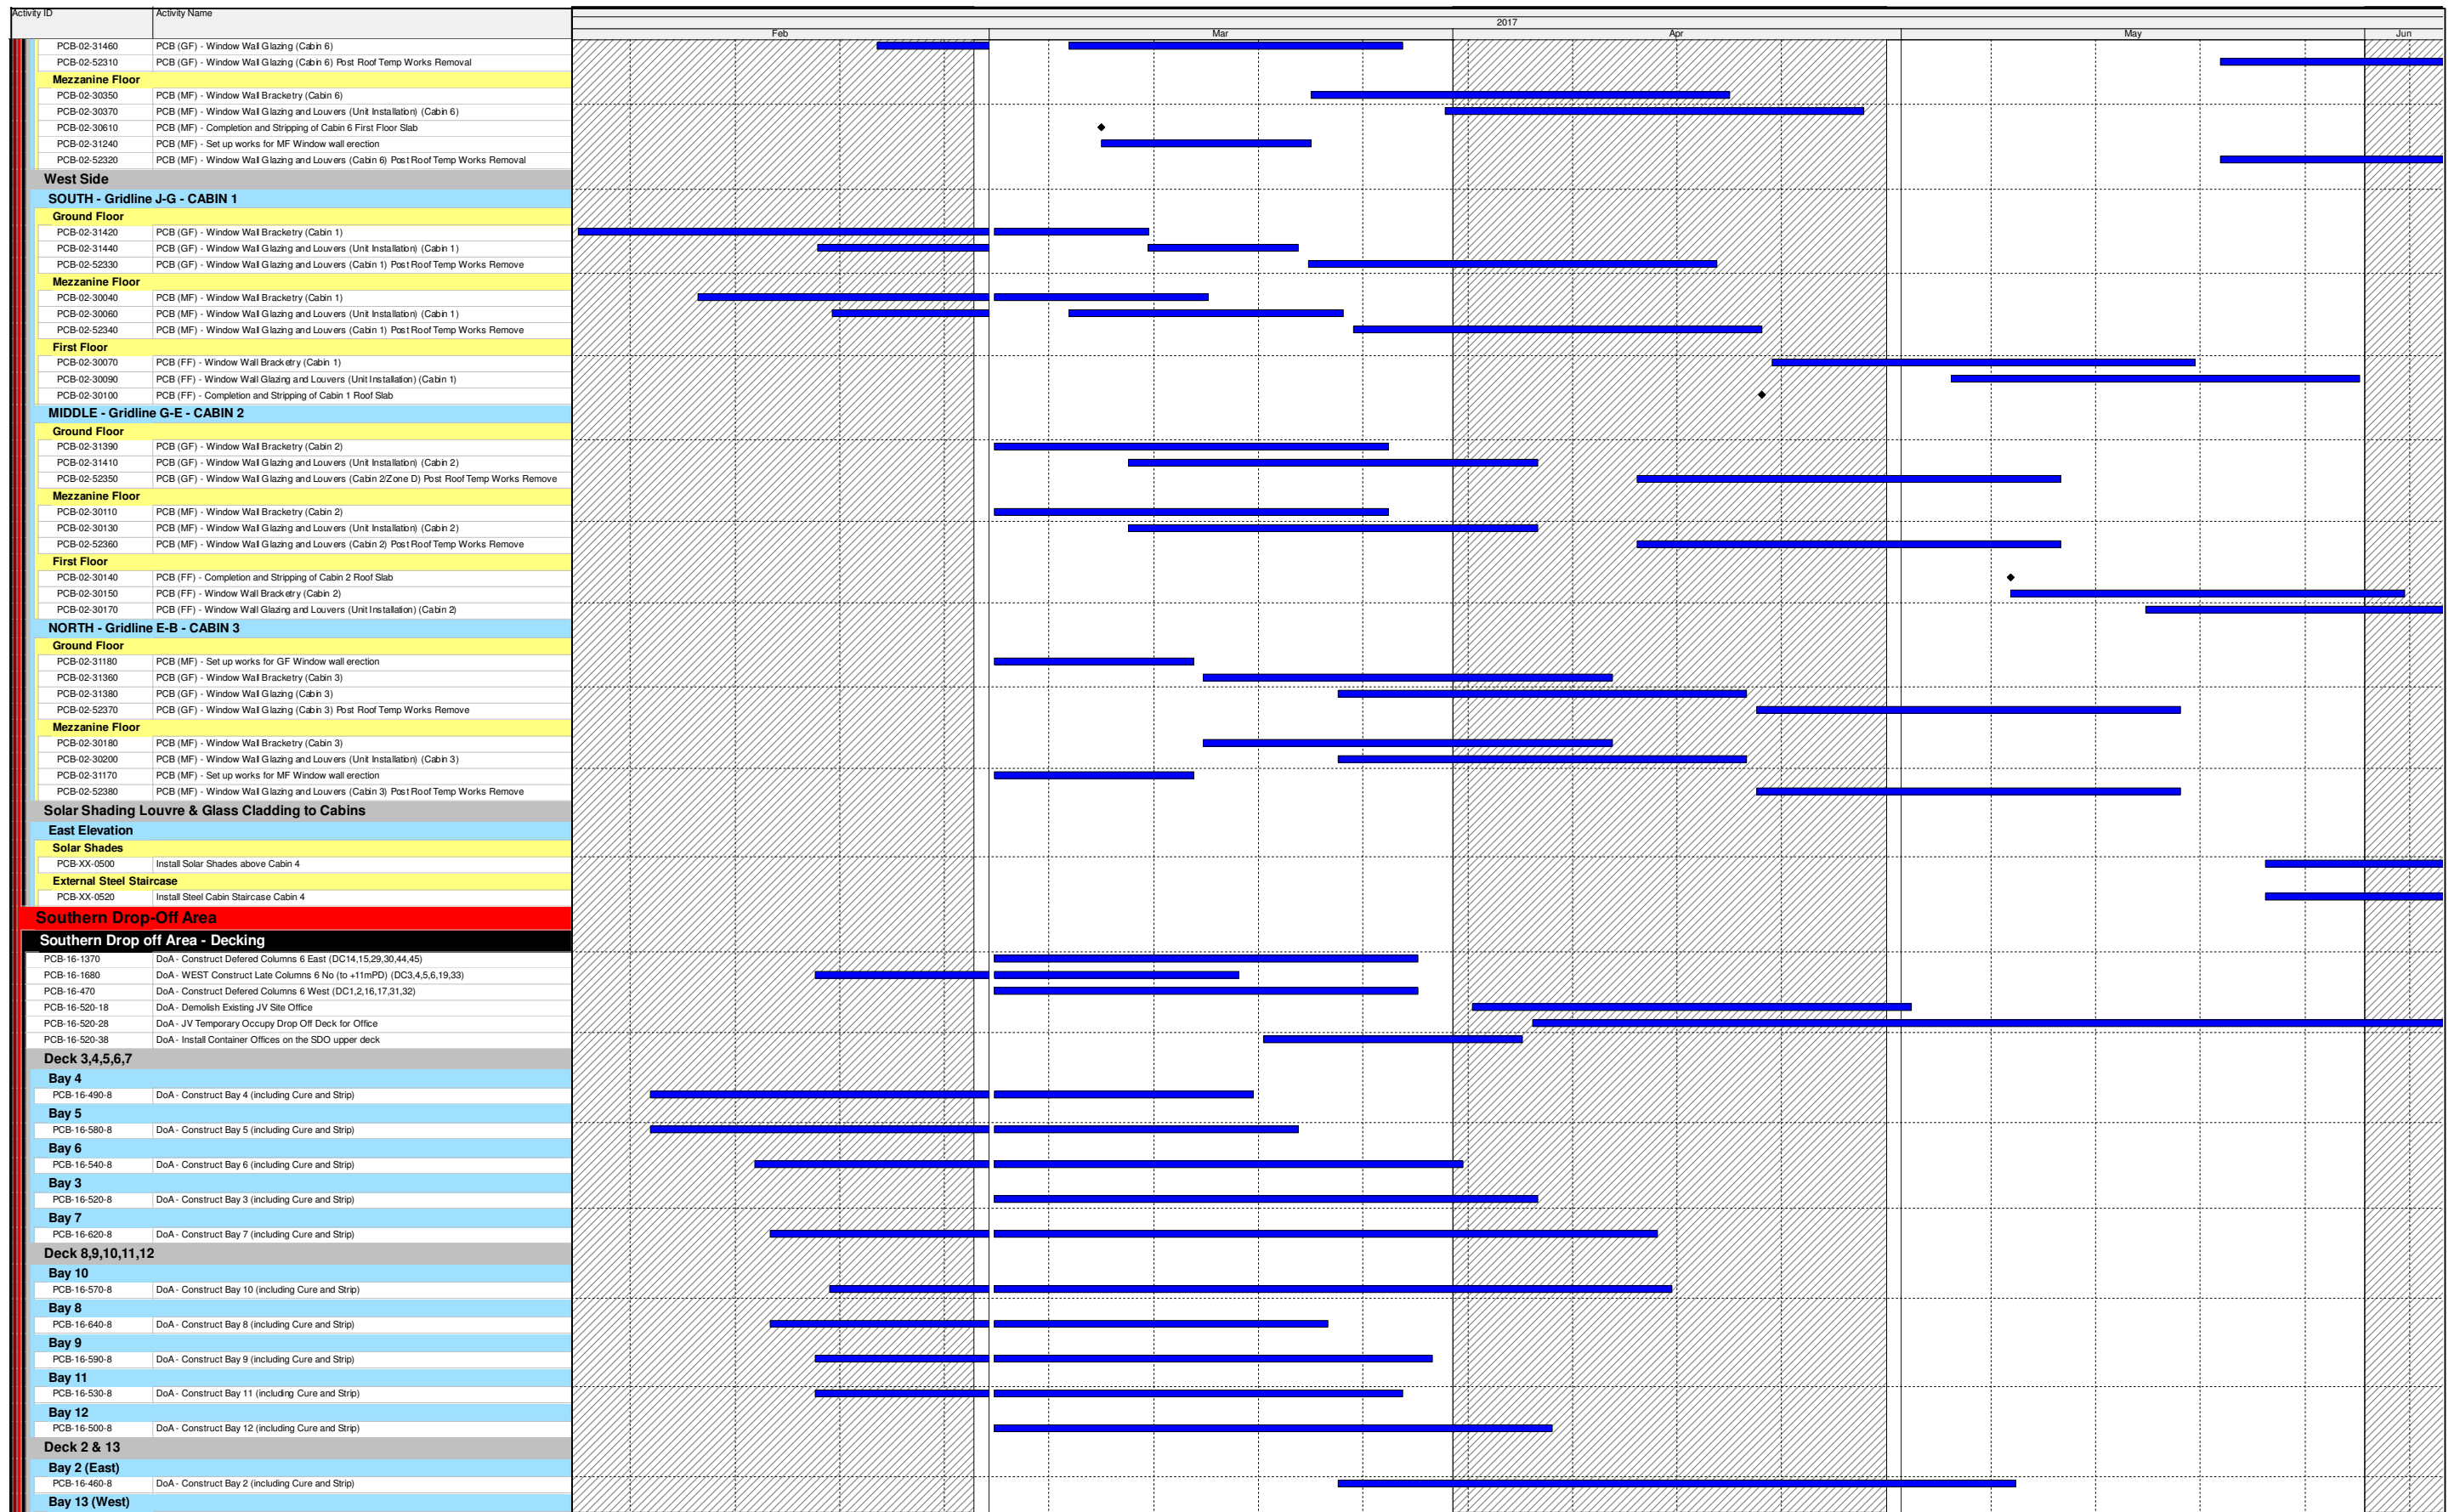 Activity ID Activity Name
2017
Feb Mar Apr May Jun
PCB-02-31460 PCB (GF) - Window Wall Glazing (Cabin 6)
PCB-02-52310 PCB (GF) - Window Wall Glazing (Cabin 6) Post Roof Temp Works Removal
Mezzanine Floor
PCB-02-30350 PCB (MF) - Window Wall Bracketry (Cabin 6)
PCB-02-30370 PCB (MF) - Window Wall Glazing and Louvers (Unit Installation) (Cabin 6)
PCB-02-30610 PCB (MF) - Completion and Stripping of Cabin 6 First Floor Slab
PCB-02-31240 PCB (MF) - Set up works for MF Window wall erection
PCB-02-52320 PCB (MF) - Window Wall Glazing and Louvers (Cabin 6) Post Roof Temp Works Removal
West Side
SOUTH - Gridline J-G - CABIN 1
Ground Floor
PCB-02-31420 PCB (GF) - Window Wall Bracketry (Cabin 1)
PCB-02-31440 PCB (GF) - Window Wall Glazing and Louvers (Unit Installation) (Cabin 1)
PCB-02-52330 PCB (GF) - Window Wall Glazing and Louvers (Cabin 1) Post Roof Temp Works Remove
Mezzanine Floor
PCB-02-30040 PCB (MF) - Window Wall Bracketry (Cabin 1)
PCB-02-30060 PCB (MF) - Window Wall Glazing and Louvers (Unit Installation) (Cabin 1)
PCB-02-52340 PCB (MF) - Window Wall Glazing and Louvers (Cabin 1) Post Roof Temp Works Remove
First Floor
PCB-02-30070 PCB (FF) - Window Wall Bracketry (Cabin 1)
PCB-02-30090 PCB (FF) - Window Wall Glazing and Louvers (Unit Installation) (Cabin 1)
PCB-02-30100 PCB (FF) - Completion and Stripping of Cabin 1 Roof Slab
MIDDLE - Gridline G-E - CABIN 2
Ground Floor
PCB-02-31390 PCB (GF) - Window Wall Bracketry (Cabin 2)
PCB-02-31410 PCB (GF) - Window Wall Glazing and Louvers (Unit Installation) (Cabin 2)
PCB-02-52350 PCB (GF) - Window Wall Glazing and Louvers (Cabin 2/Zone D) Post Roof Temp Works Remove
Mezzanine Floor
PCB-02-30110 PCB (MF) - Window Wall Bracketry (Cabin 2)
PCB-02-30130 PCB (MF) - Window Wall Glazing and Louvers (Unit Installation) (Cabin 2)
PCB-02-52360 PCB (MF) - Window Wall Glazing and Louvers (Cabin 2) Post Roof Temp Works Remove
First Floor
PCB-02-30140 PCB (FF) - Completion and Stripping of Cabin 2 Roof Slab
PCB-02-30150 PCB (FF) - Window Wall Bracketry (Cabin 2)
PCB-02-30170 PCB (FF) - Window Wall Glazing and Louvers (Unit Installation) (Cabin 2)
NORTH - Gridline E-B - CABIN 3
Ground Floor
PCB-02-31180 PCB (MF) - Set up works for GF Window wall erection
PCB-02-31360 PCB (GF) - Window Wall Bracketry (Cabin 3)
PCB-02-31380 PCB (GF) - Window Wall Glazing (Cabin 3)
PCB-02-52370 PCB (GF) - Window Wall Glazing (Cabin 3) Post Roof Temp Works Remove
Mezzanine Floor
PCB-02-30180 PCB (MF) - Window Wall Bracketry (Cabin 3)
PCB-02-30200 PCB (MF) - Window Wall Glazing and Louvers (Unit Installation) (Cabin 3)
PCB-02-31170 PCB (MF) - Set up works for MF Window wall erection
PCB-02-52380 PCB (MF) - Window Wall Glazing and Louvers (Cabin 3) Post Roof Temp Works Remove
Solar Shading Louvre & Glass Cladding to Cabins
East Elevation
Solar Shades
PCB-XX-0500 Install Solar Shades above Cabin 4
External Steel Staircase
PCB-XX-0520 Install Steel Cabin Staircase Cabin 4
Southern Drop-Off Area
Southern Drop off Area - Decking
PCB-16-1370 DoA - Construct Defered Columns 6 East (DC14,15,29,30,44,45)
PCB-16-1680 DoA - WEST Construct Late Columns 6 No (to +11mPD) (DC3,4,5,6,19,33)
PCB-16-470 DoA - Construct Defered Columns 6 West (DC1,2,16,17,31,32)
PCB-16-520-18 DoA - Demolish Existing JV Site Office
PCB-16-520-28 DoA - JV Temporary Occupy Drop Off Deck for Office
PCB-16-520-38 DoA - Install Container Offices on the SDO upper deck
Deck 3,4,5,6,7
Bay 4
PCB-16-490-8 DoA - Construct Bay 4 (including Cure and Strip)
Bay 5
PCB-16-580-8 DoA - Construct Bay 5 (including Cure and Strip)
Bay 6
PCB-16-540-8 DoA - Construct Bay 6 (including Cure and Strip)
Bay 3
PCB-16-520-8 DoA - Construct Bay 3 (including Cure and Strip)
Bay 7
PCB-16-620-8 DoA - Construct Bay 7 (including Cure and Strip)
Deck 8,9,10,11,12
Bay 10
PCB-16-570-8 DoA - Construct Bay 10 (including Cure and Strip)
Bay 8
PCB-16-640-8 DoA - Construct Bay 8 (including Cure and Strip)
Bay 9
PCB-16-590-8 DoA - Construct Bay 9 (including Cure and Strip)
Bay 11
PCB-16-530-8 DoA - Construct Bay 11 (including Cure and Strip)
Bay 12
PCB-16-500-8 DoA - Construct Bay 12 (including Cure and Strip)
Deck 2 & 13
Bay 2 (East)
PCB-16-460-8 DoA - Construct Bay 2 (including Cure and Strip)
Bay 13 (West)